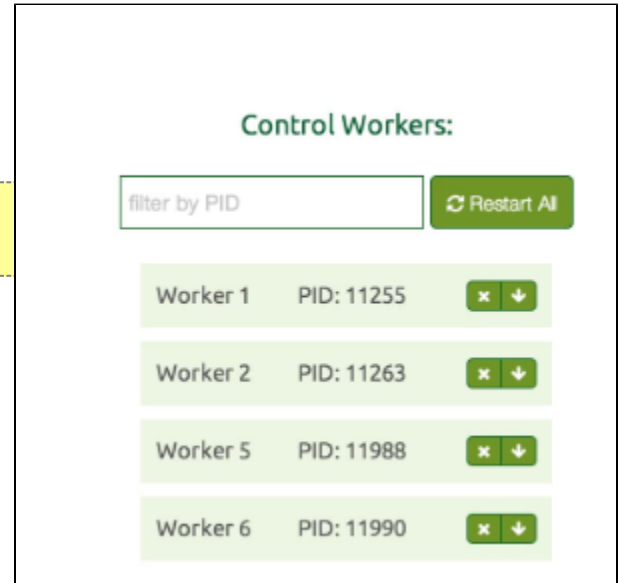 Control Workers:
filter by PID Restart All
Worker 1 PID: 11255
Worker 2 PID: 11263
Worker 5 PID: 11988
Worker 6 PID: 11990